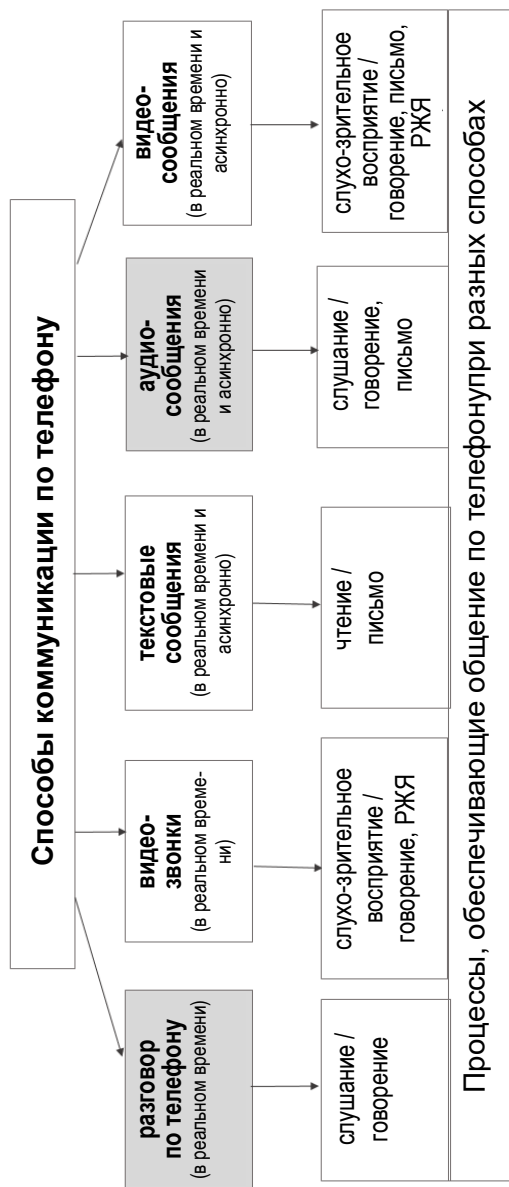 Способы коммуникации по телефону
разговор
по телефону
(в реальном времени)
видео-
звонки
(в реальном време-
ни)
текстовые
сообщения
(в реальном времени и
асинхронно)
аудио-
сообщения
(в реальном времени
и асинхронно)
видео-
сообщения
(в реальном времени и
асинхронно)
слушание /
говорение
слухо-зрительное
восприятие /
говорение, РЖЯ
чтение /
письмо
слушание /
говорение,
письмо
слухо-зрительное
восприятие /
говорение, письмо,
РЖЯ
Процессы, обеспечивающие общение по телефонупри разных способах